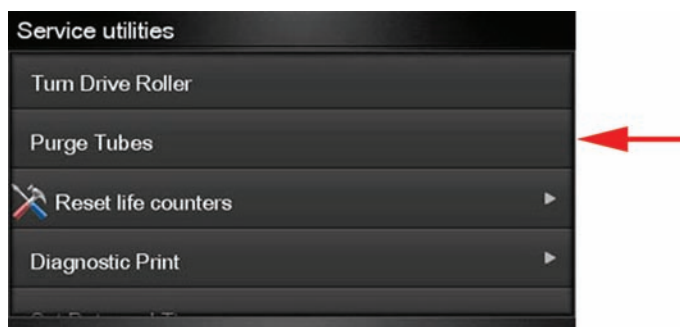 Service utilities
Turn Drive Roller
Purge Tubes
Reset life counters
Diagnostic Print